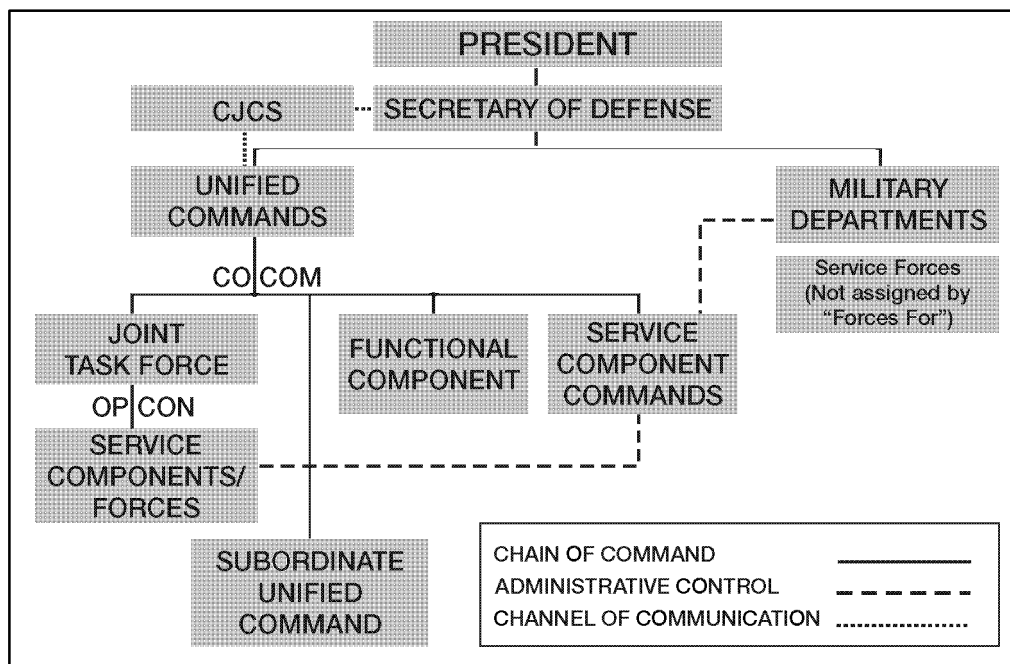 PRESIDENT
CJCS
SECRETARY OF DEFENSE
UNIFIED
COMMANDS
MILITARY
DEPARTMENTS
Service Forces
(Not assigned by
“Forces For”)
CO COM
JOINT
TASK FORCE
FUNCTIONAL
COMPONENT
SERVICE
COMPONENT
COMMANDS
OP CON
SERVICE
COMPONENTS/
FORCES
SUBORDINATE
UNIFIED
COMMAND
CHAIN OF COMMAND
ADMINISTRATIVE CONTROL
CHANNEL OF COMMUNICATION